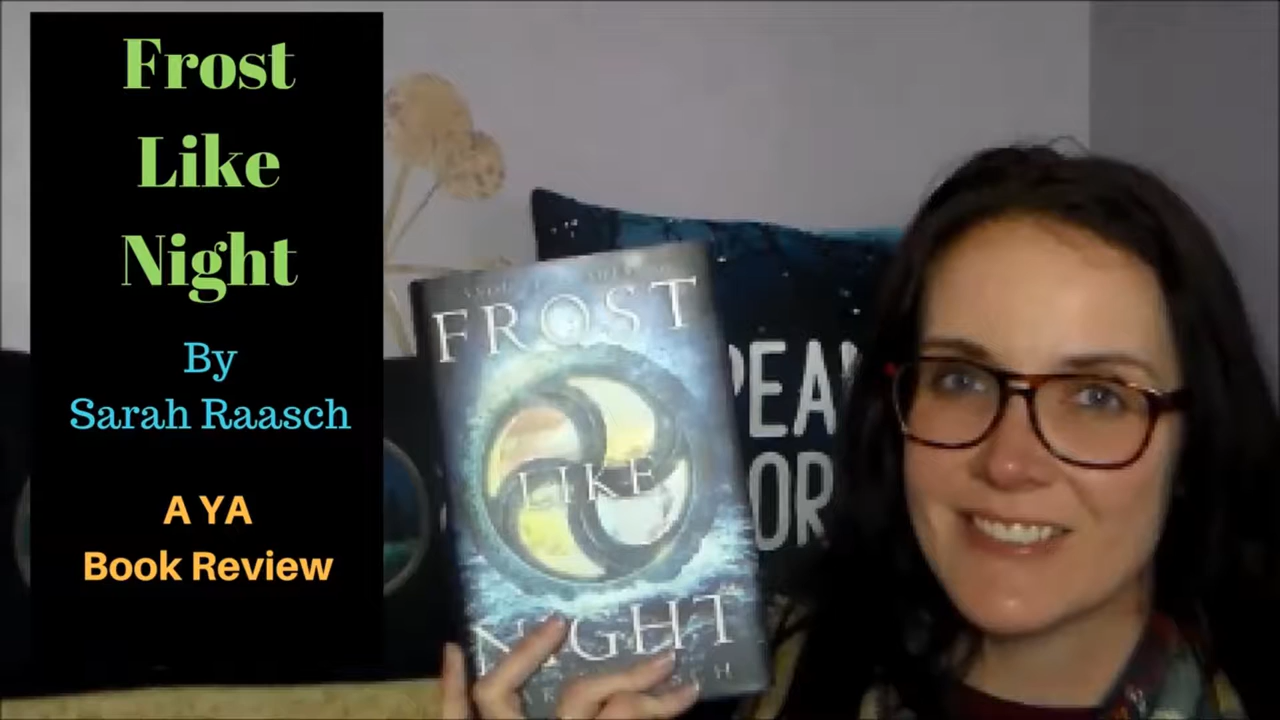 Frost
Like
Night
By
Sarah Raasch
A YA
Book Review
FROST
LIKE
NIGHT